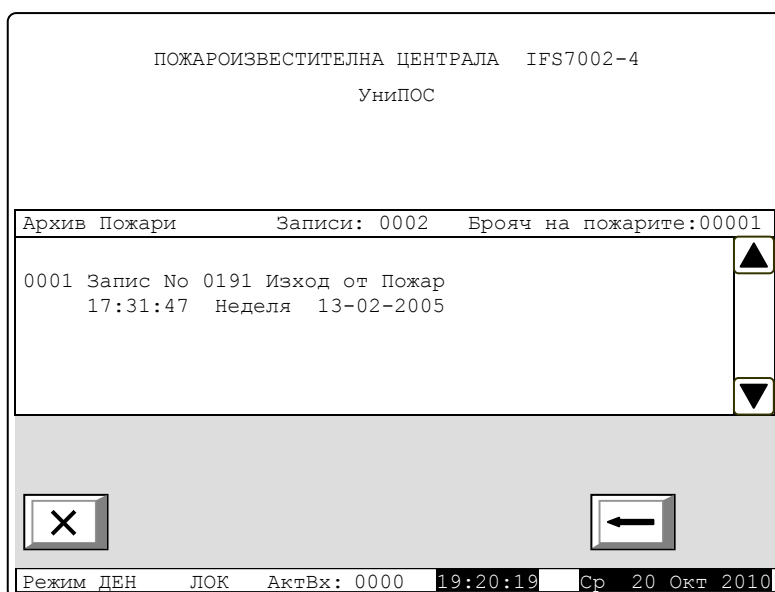 ПОЖАРОИЗВЕСТИТЕЛНА ЦЕНТРАЛА IFS7002-4
УниПОС
Архив Пожари Записи: 0002 Брояч на пожарите:00001
0001 Запис No 0191 Изход от Пожар
17:31:47 Неделя 13-02-2005
Режим ДЕН ЛОК АктВх: 0000 19:20:19 Ср 20 Окт 2010